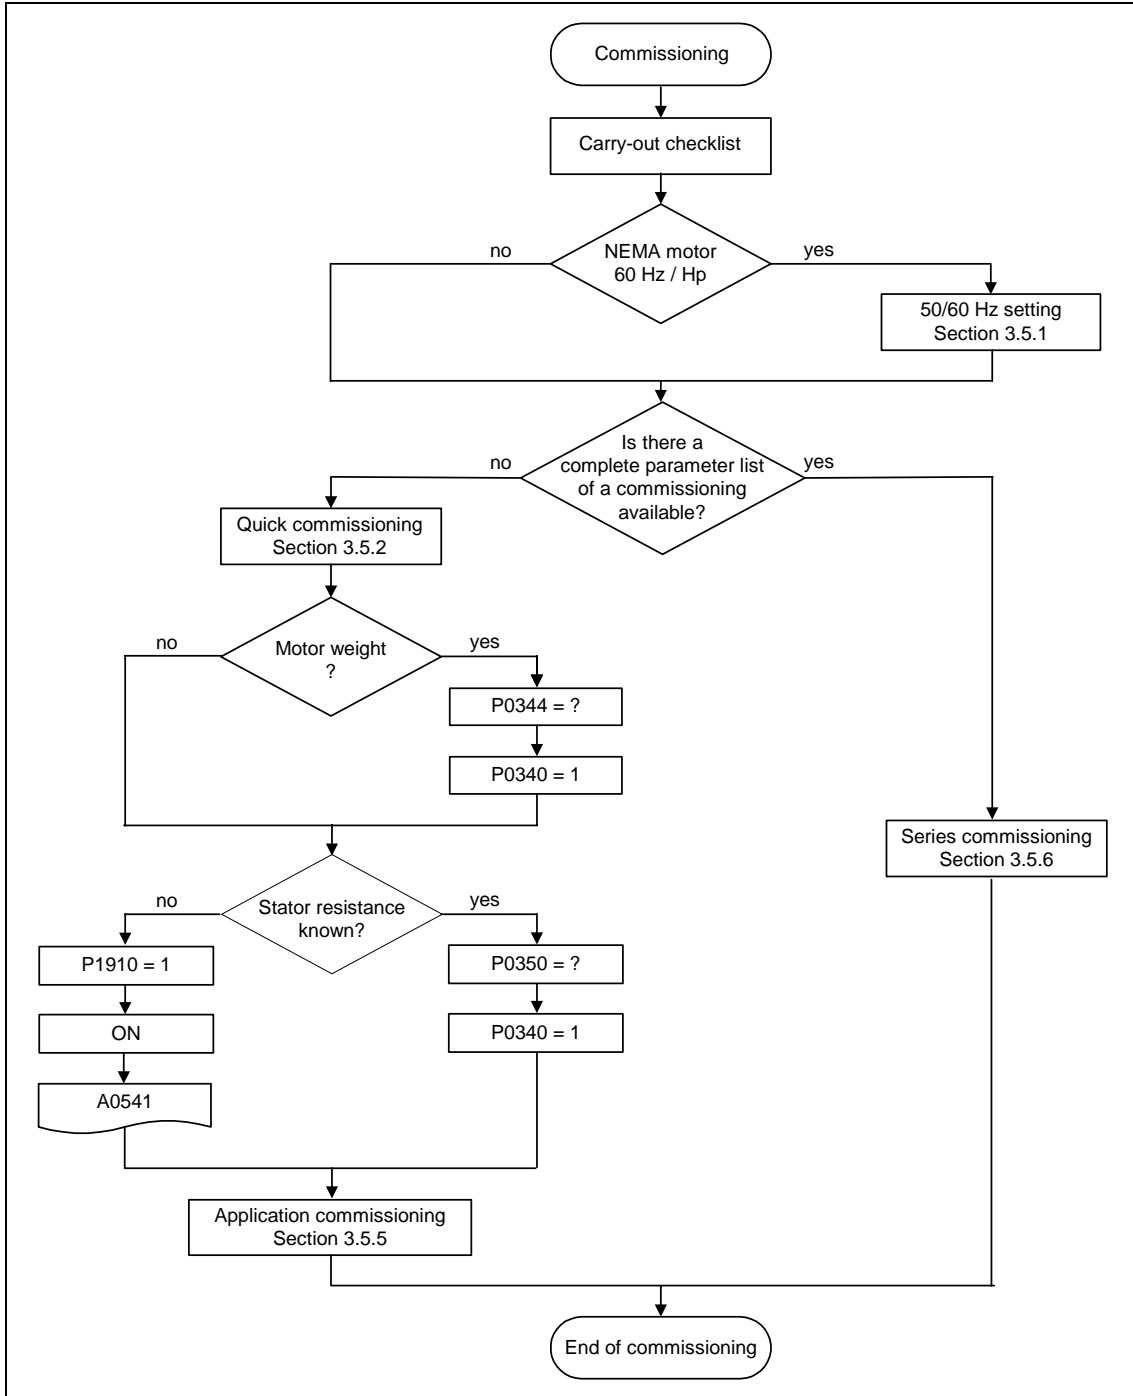 Commissioning
Carry-out checklist
NEMA motor
60 Hz / Hp
no
yes
50/60 Hz setting
Section 3.5.1
Is there a
complete parameter list
of a commissioning
available?
no
yes
Quick commissioning
Section 3.5.2
Motor weight
?
no
yes
P0344 = ?
P0340 = 1
Series commissioning
Section 3.5.6
Stator resistance
known?
no
yes
P1910 = 1
ON
A0541
P0350 = ?
P0340 = 1
Application commissioning
Section 3.5.5
End of commissioning